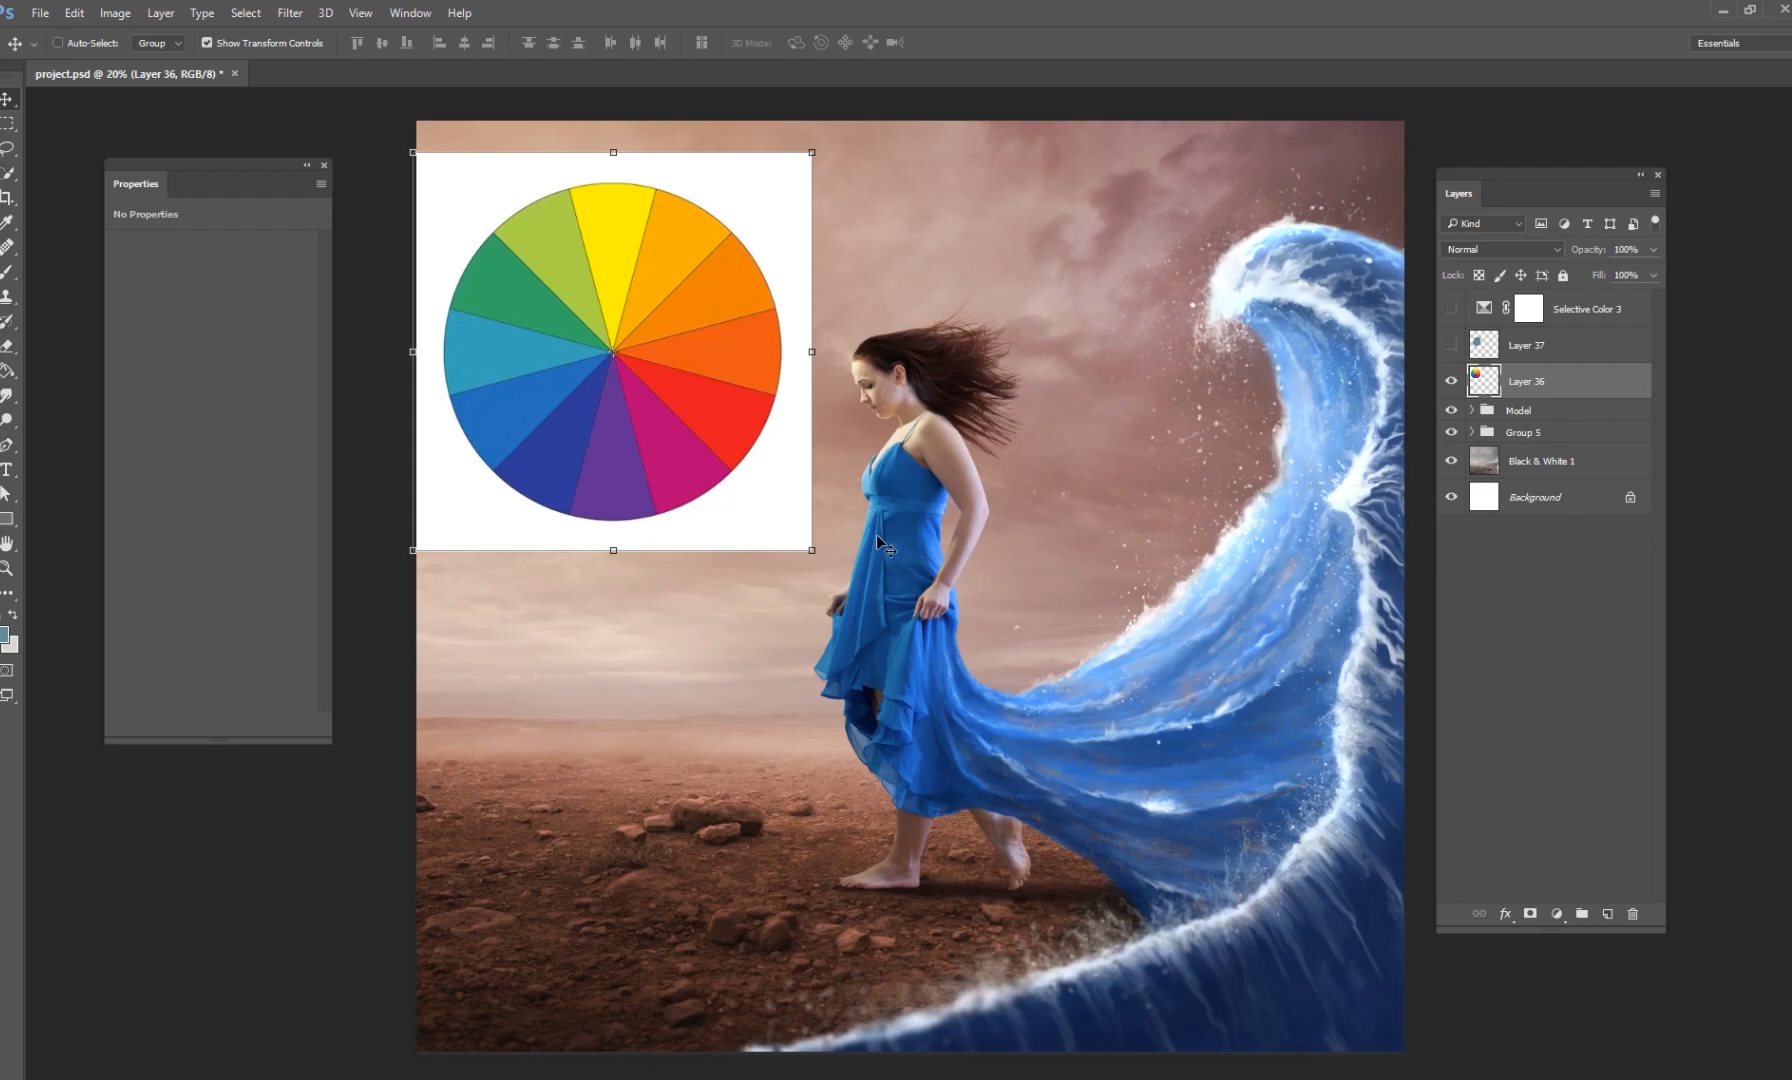 Ps File Edit Image Layer Type Select Filter 3D View Window Help
Auto-Select: Group Show Transform Controls 3D Mode: Essentials
project.psd @ 20% (Layer 36, RGB/8) * ×
Properties
No Properties
Layers
Kind
Normal Opacity: 100%
Lock: Fill: 100%
Selective Color 3
Layer 37
Layer 36
Model
Group 5
Black & White 1
Background
fx